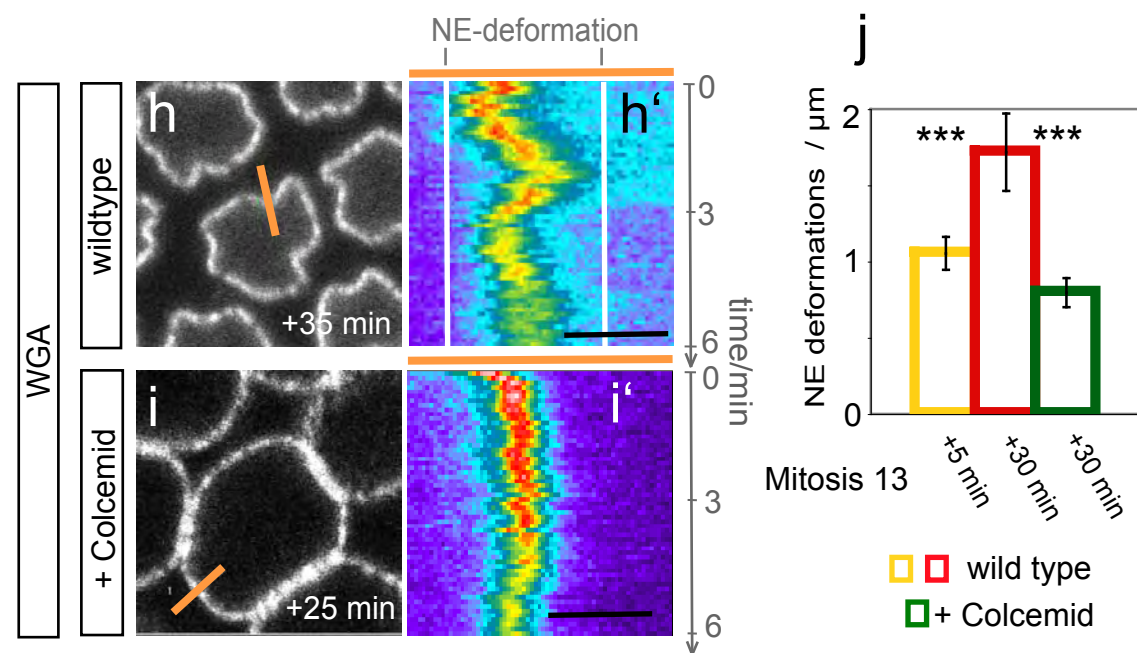 NE-deformation
WGA
wildtype
h
+35 min
h‘
0
3
6
time/min
+ Colcemid
i
+25 min
i‘
0
3
6
j
NE deformations / µm
2
1
0
*** ***
Mitosis 13
+5 min
+30 min
+30 min
wild type
+ Colcemid